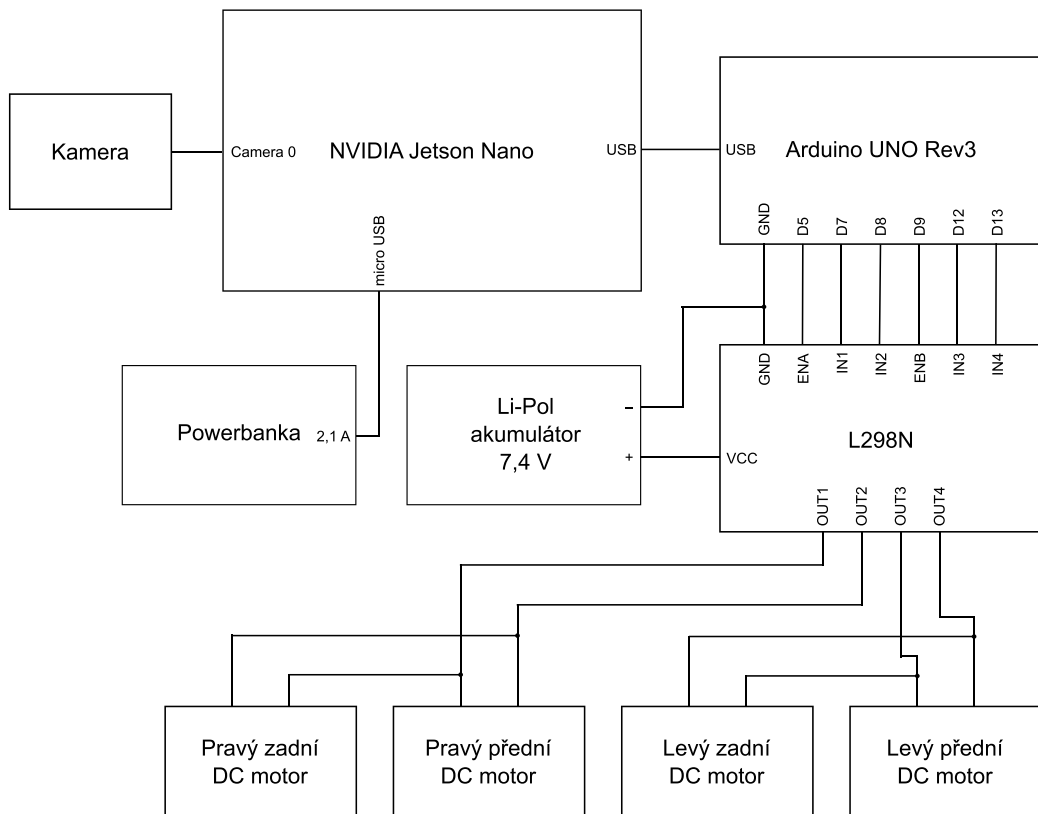 Kamera
Camera 0
NVIDIA Jetson Nano
USB
micro USB
USB
Arduino UNO Rev3
GND
D5
D7
D8
D9
D12
D13
Powerbanka
2,1 A
Li-Pol
akumulátor
7,4 V
–
+
GND
ENA
IN1
IN2
ENB
IN3
IN4
L298N
VCC
OUT1
OUT2
OUT3
OUT4
Pravý zadní
DC motor
Pravý přední
DC motor
Levý zadní
DC motor
Levý přední
DC motor